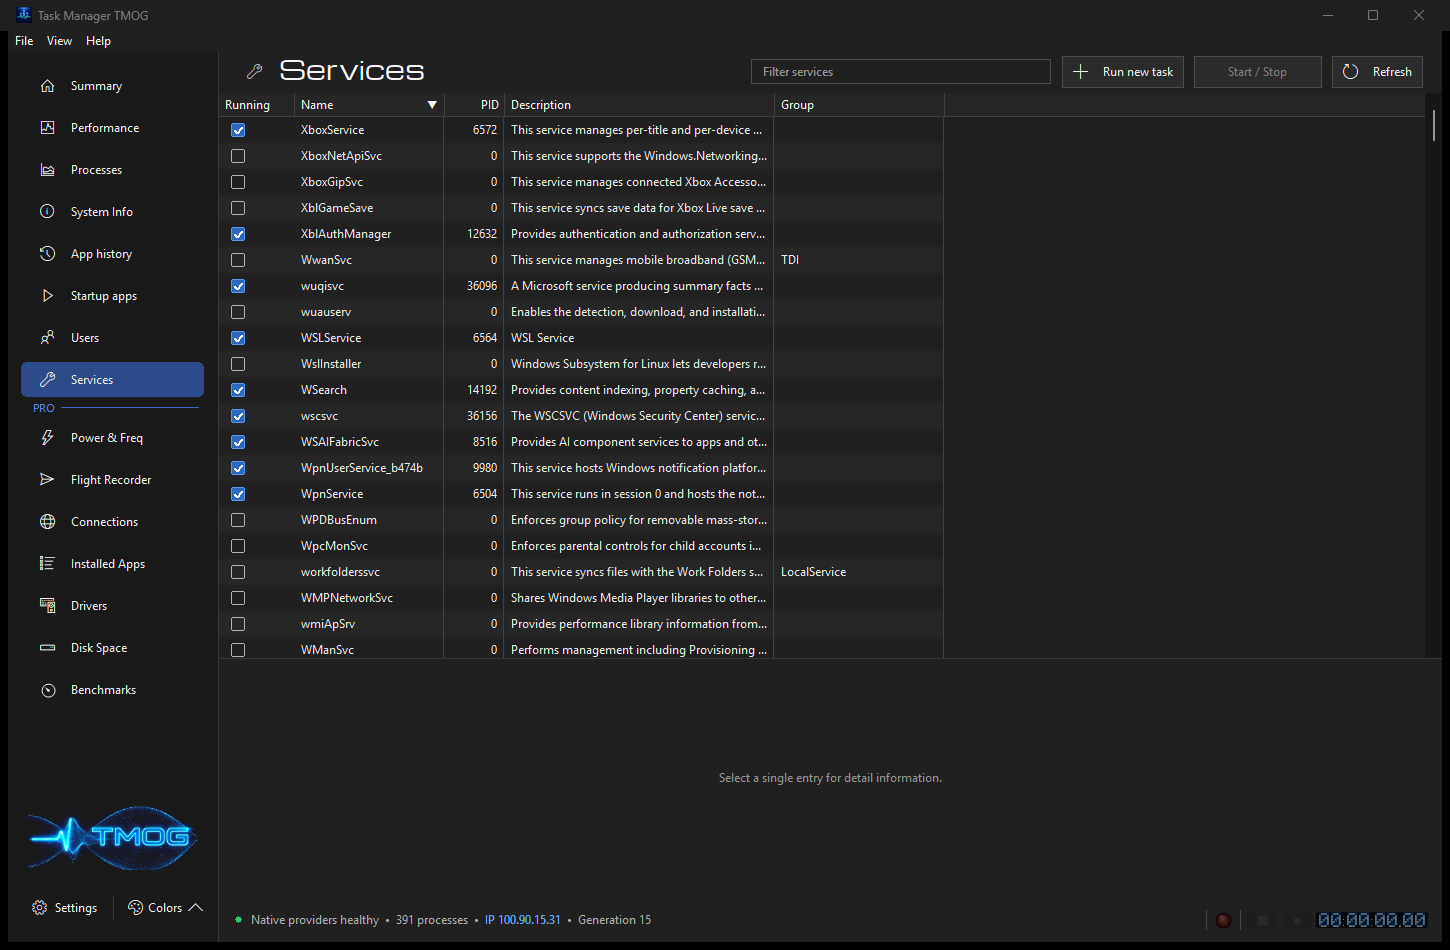 Task Manager TMOG
File View Help
Services
Filter services
Run new task
Start / Stop
Refresh
Summary
Performance
Processes
System Info
App history
Startup apps
Users
Services
PRO
Power & Freq
Flight Recorder
Connections
Installed Apps
Drivers
Disk Space
Benchmarks
TMOG
Settings
Colors
Running Name PID Description Group
XboxService 6572 This service manages per-title and per-device ...
XboxNetApiSvc 0 This service supports the Windows.Networking...
XboxGipSvc 0 This service manages connected Xbox Accesso...
XblGameSave 0 This service syncs save data for Xbox Live save ...
XblAuthManager 12632 Provides authentication and authorization serv...
WwanSvc 0 This service manages mobile broadband (GSM... TDI
wuqisvc 36096 A Microsoft service producing summary facts ...
wuauserv 0 Enables the detection, download, and installati...
WSLService 6564 WSL Service
WslInstaller 0 Windows Subsystem for Linux lets developers r...
WSearch 14192 Provides content indexing, property caching, a...
wscsvc 36156 The WSCSVC (Windows Security Center) servic...
WSAIFabricSvc 8516 Provides AI component services to apps and ot...
WpnUserService_b474b 9980 This service hosts Windows notification platfor...
WpnService 6504 This service runs in session 0 and hosts the not...
WPDBusEnum 0 Enforces group policy for removable mass-stor...
WpcMonSvc 0 Enforces parental controls for child accounts i...
workfolderssvc 0 This service syncs files with the Work Folders s... LocalService
WMPNetworkSvc 0 Shares Windows Media Player libraries to other...
wmiApSrv 0 Provides performance library information from...
WManSvc 0 Performs management including Provisioning ...
Select a single entry for detail information.
Native providers healthy • 391 processes • IP 100.90.15.31 • Generation 15
00:00:00.00